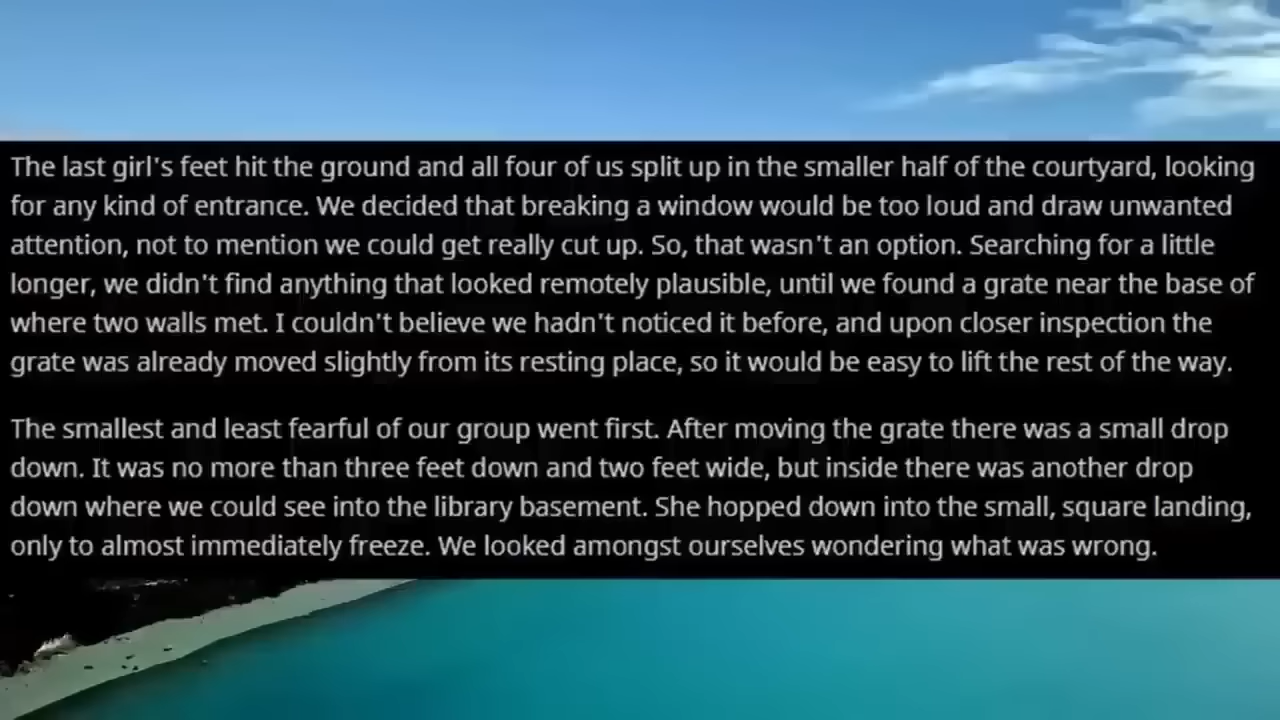 The last girl's feet hit the ground and all four of us split up in the smaller half of the courtyard, looking
for any kind of entrance. We decided that breaking a window would be too loud and draw unwanted
attention, not to mention we could get really cut up. So, that wasn't an option. Searching for a little
longer, we didn't find anything that looked remotely plausible, until we found a grate near the base of
where two walls met. I couldn't believe we hadn't noticed it before, and upon closer inspection the
grate was already moved slightly from its resting place, so it would be easy to lift the rest of the way.
The smallest and least fearful of our group went first. After moving the grate there was a small drop
down. It was no more than three feet down and two feet wide, but inside there was another drop
down where we could see into the library basement. She hopped down into the small, square landing,
only to almost immediately freeze. We looked amongst ourselves wondering what was wrong.